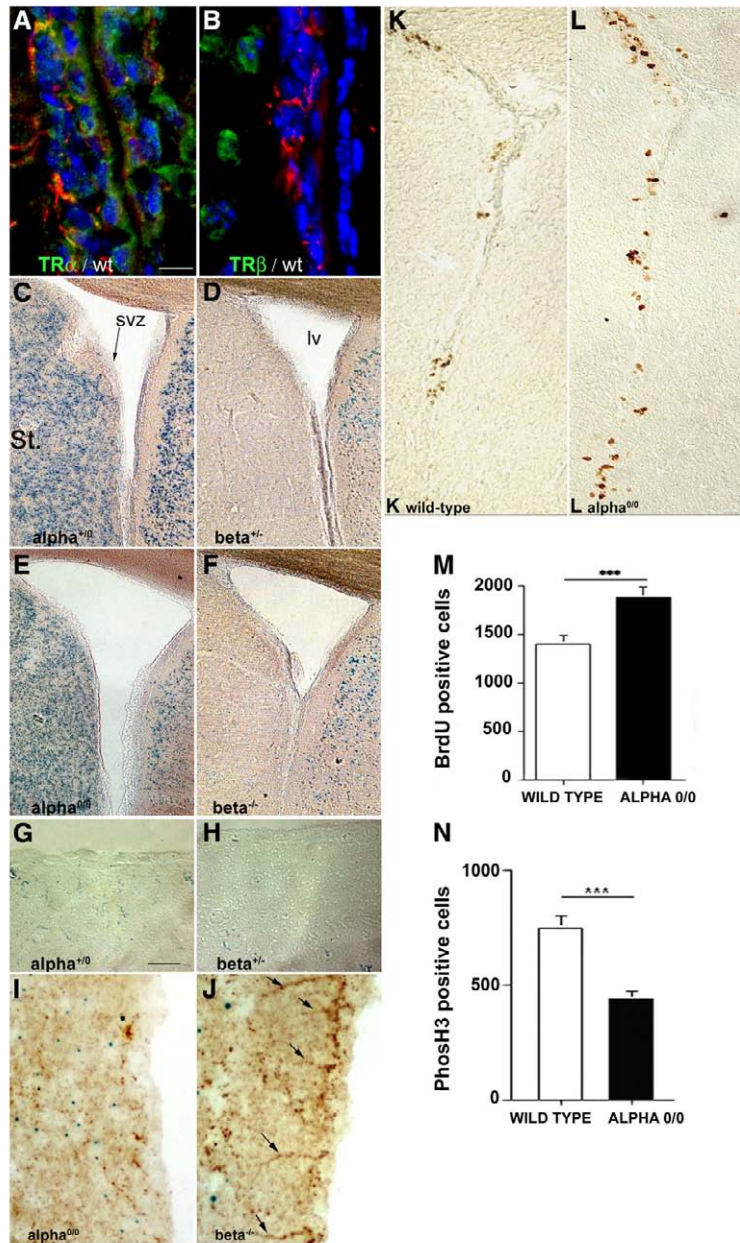 A
B
TRα / wt
TRβ / wt
C
D
svz
lv
St.
alpha+/0
beta+/-
E
F
alpha0/0
beta-/-
G
H
alpha+/0
beta+/-
I
J
alpha0/0
beta-/-
K
L
K wild-type
L alpha0/0
M
***
2000
1500
1000
500
0
BrdU positive cells
WILD TYPE
ALPHA 0/0
N
***
1000
500
0
PhosH3 positive cells
WILD TYPE
ALPHA 0/0